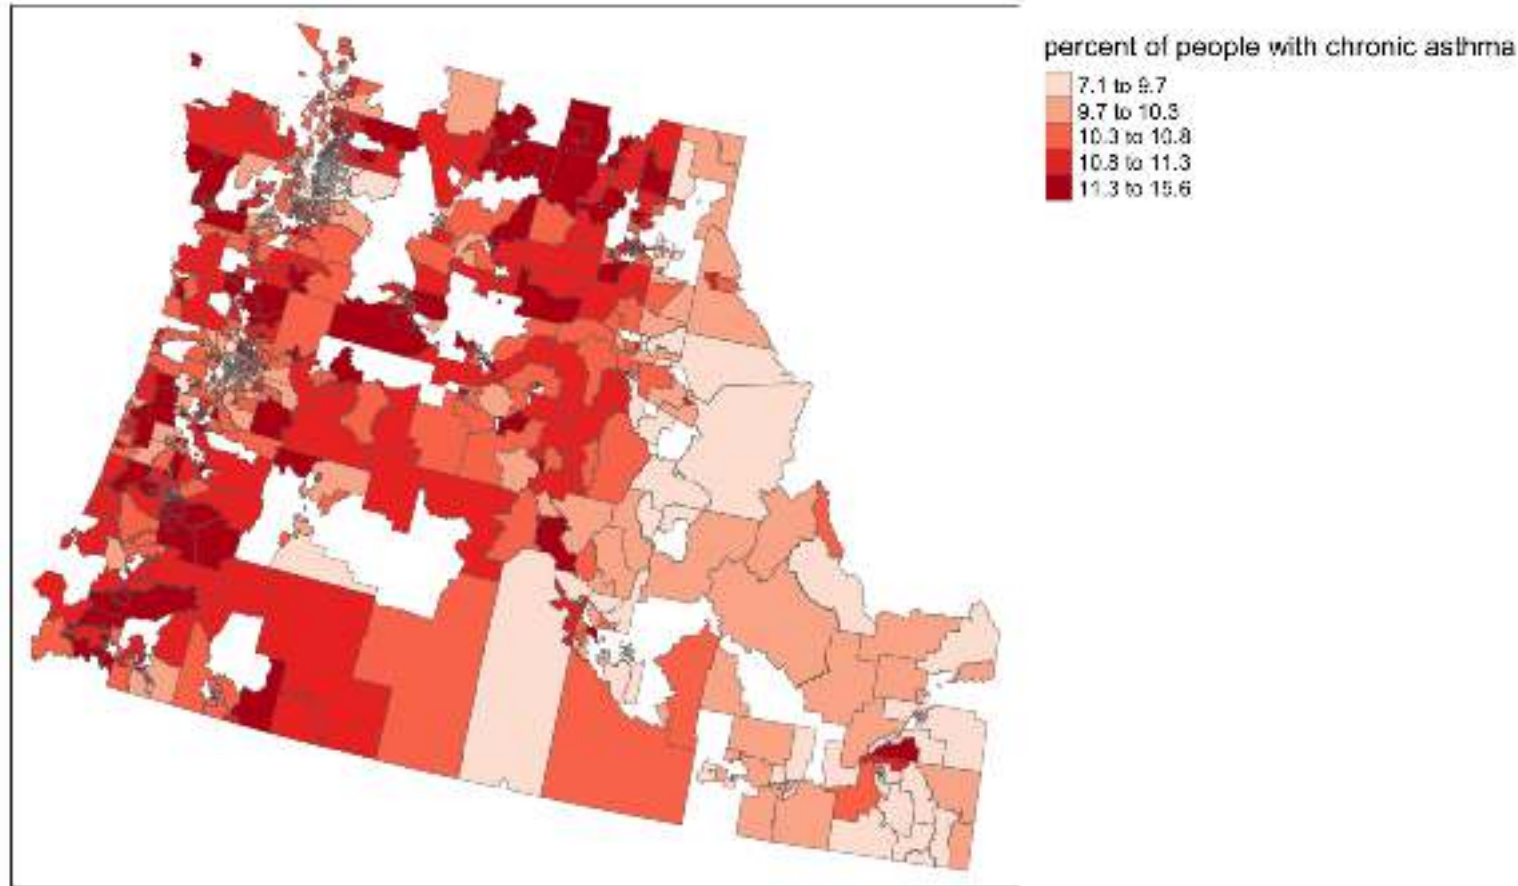 percent of people with chronic asthma
7.1 to 9.7
9.7 to 10.3
10.3 to 10.8
10.8 to 11.3
11.3 to 15.6